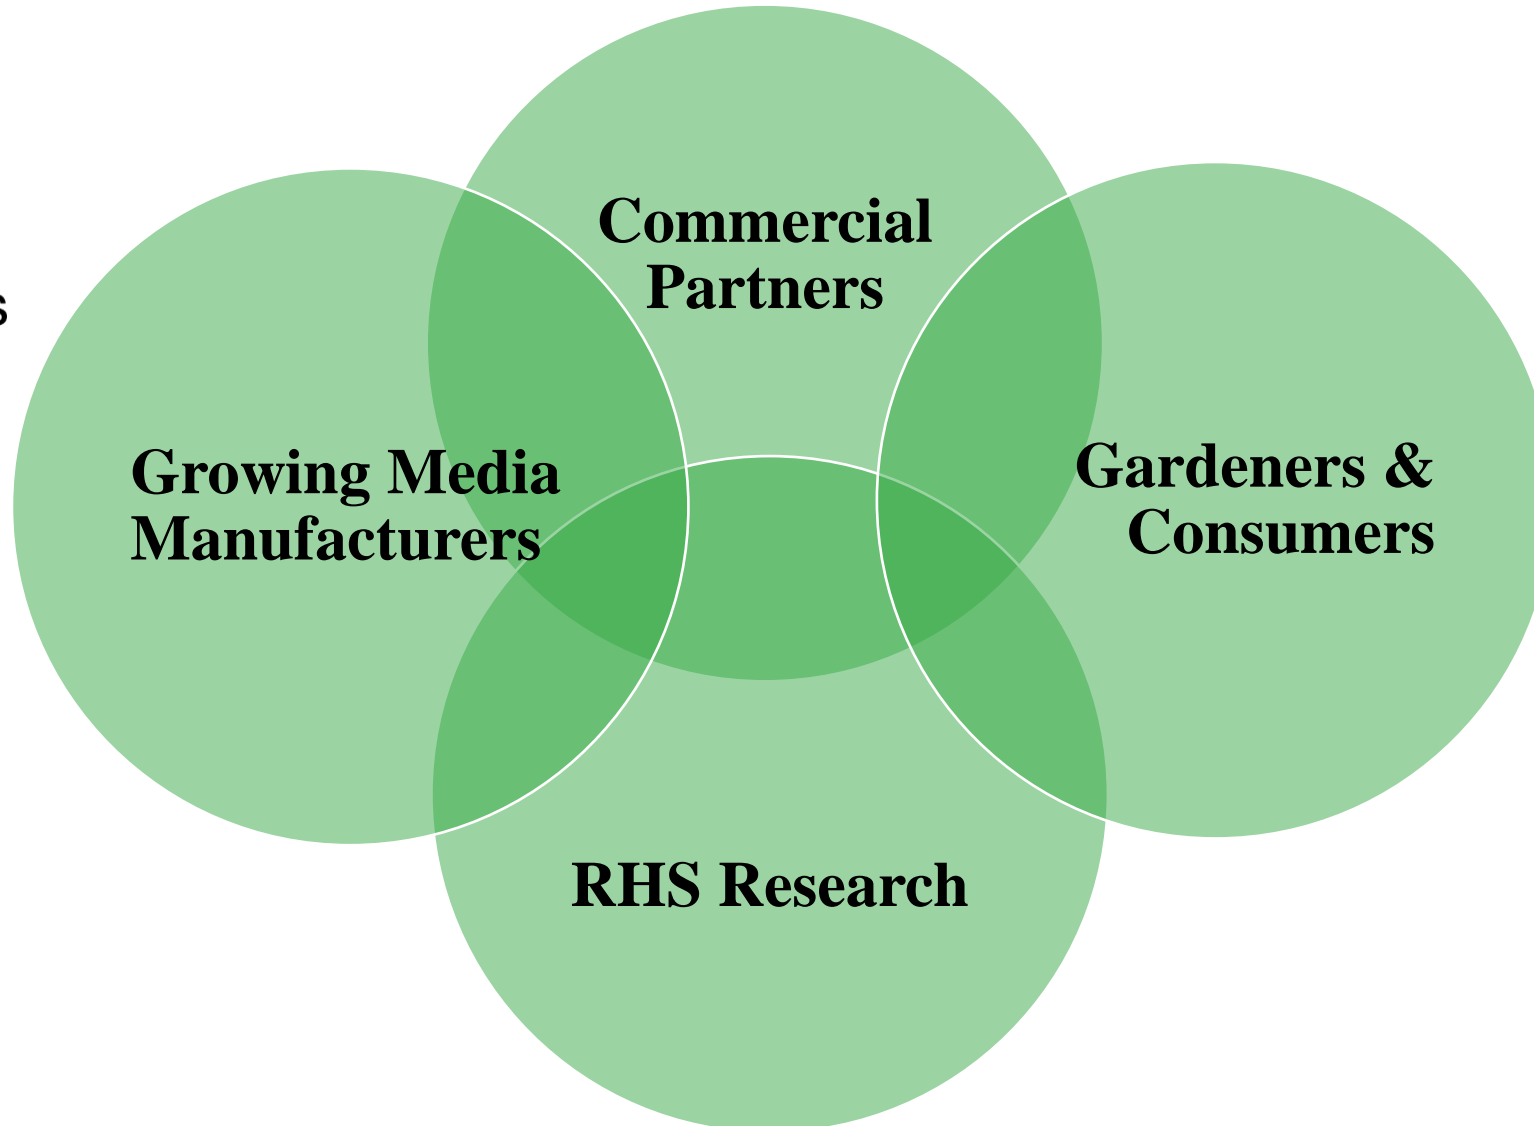 Commercial
Partners
s
Growing Media
Manufacturers
Gardeners &
Consumers
RHS Research